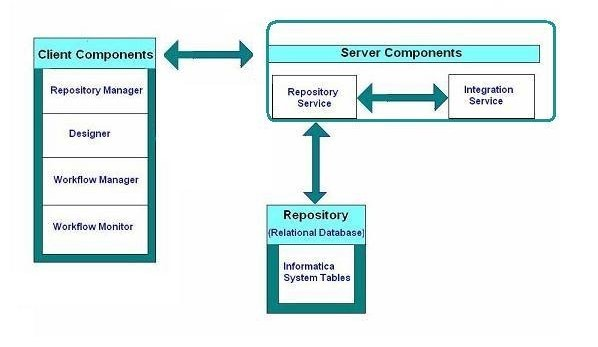 Client Components
Repository Manager
Designer
Workflow Manager
Workflow Monitor
Server Components
Repository
Service
Integration
Service
Repository
(Relational Database)
Informatica
System Tables